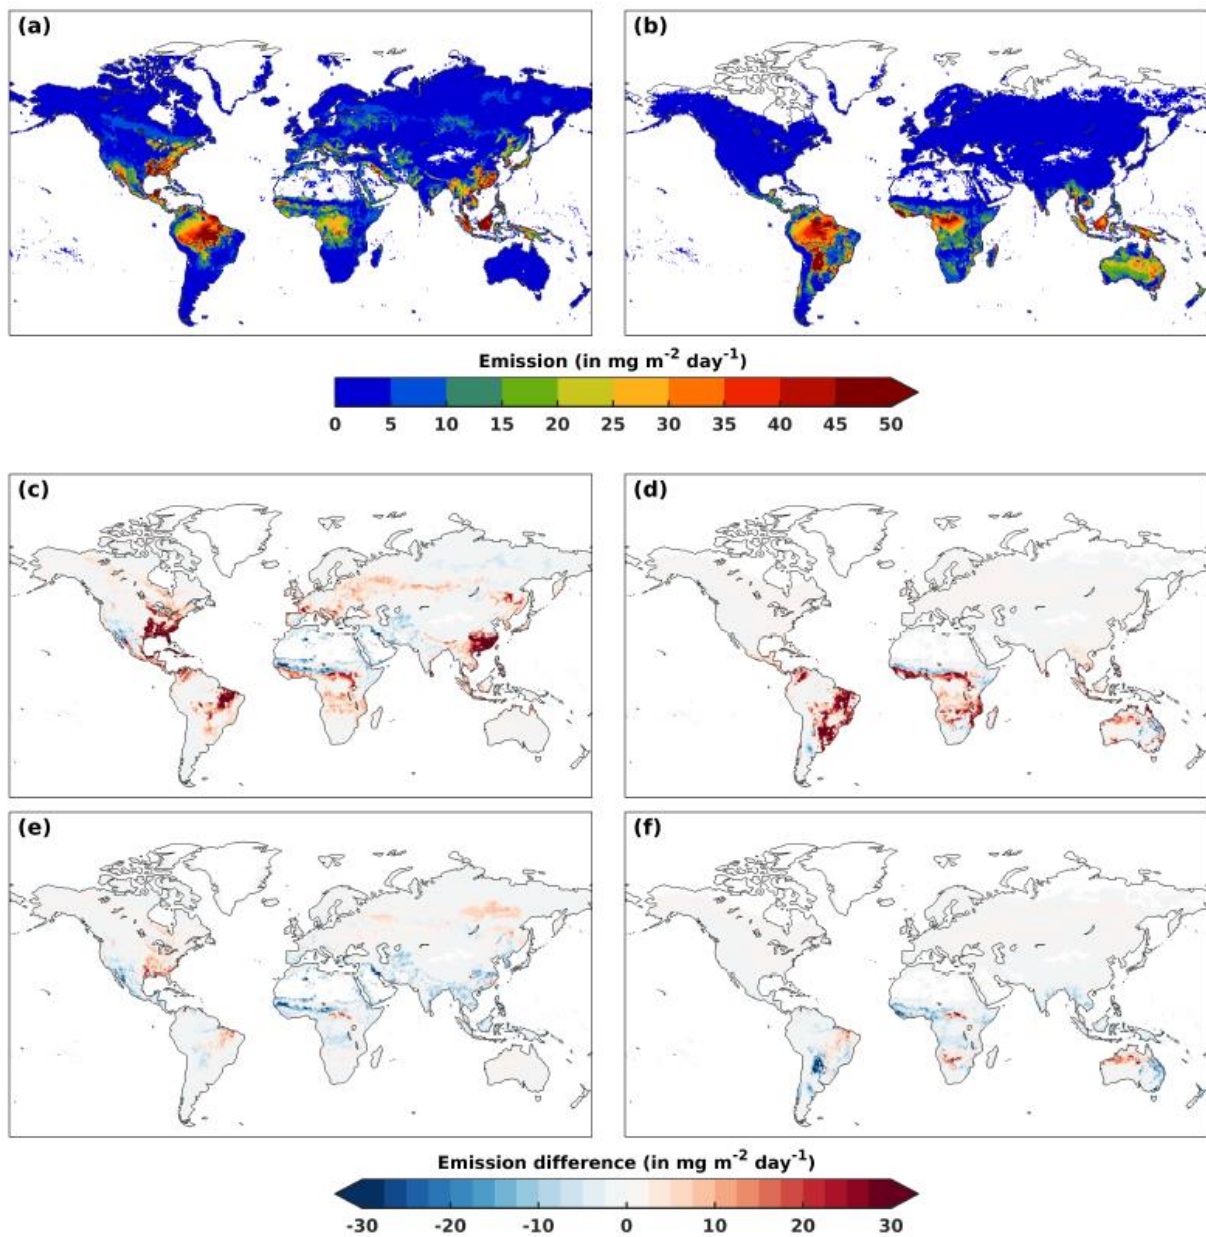 (a) (b)
Emission (in mg m⁻² day⁻¹)
0 5 10 15 20 25 30 35 40 45 50
(c) (d)
(e) (f)
Emission difference (in mg m⁻² day⁻¹)
-30 -20 -10 0 10 20 30